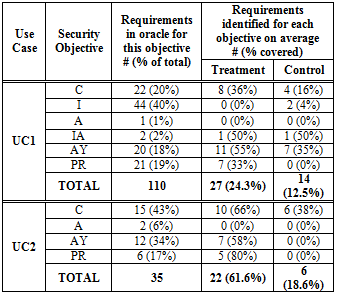 Use Case | Security Objective | Requirements in oracle for this objective # (% of total) | Requirements identified for each objective on average # (% covered)
Treatment | Control
UC1 | C | 22 (20%) | 8 (36%) | 4 (16%)
I | 44 (40%) | 0 (0%) | 2 (4%)
A | 1 (1%) | 0 (0%) | 0 (0%)
IA | 2 (2%) | 1 (50%) | 1 (50%)
AY | 20 (18%) | 11 (55%) | 7 (35%)
PR | 21 (19%) | 7 (33%) | 0 (0%)
TOTAL | 110 | 27 (24.3%) | 14 (12.5%)
UC2 | C | 15 (43%) | 10 (66%) | 6 (38%)
A | 2 (6%) | 0 (0%) | 0 (0%)
AY | 12 (34%) | 7 (58%) | 0 (0%)
PR | 6 (17%) | 5 (80%) | 0 (0%)
TOTAL | 35 | 22 (61.6%) | 6 (18.6%)